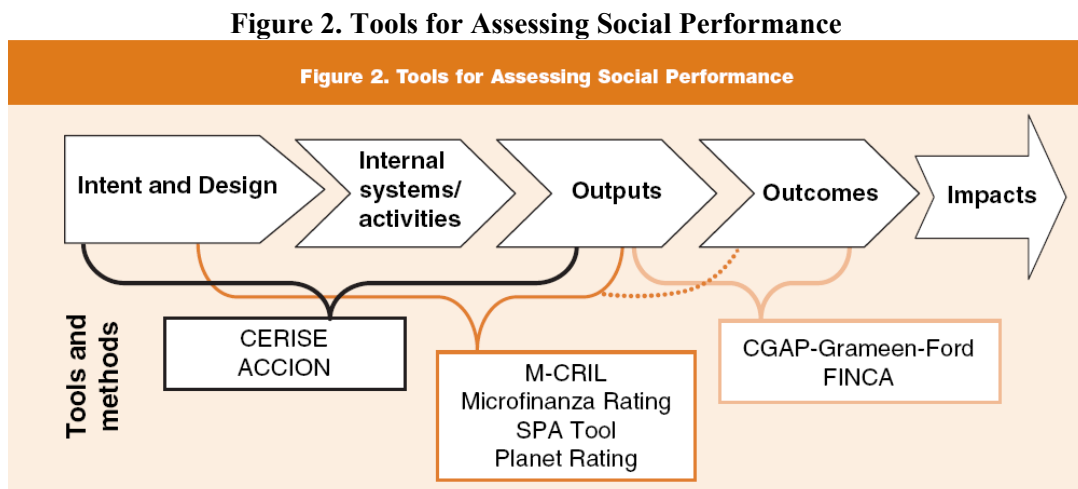 Figure 2. Tools for Assessing Social Performance
Figure 2. Tools for Assessing Social Performance
Intent and Design
Internal
systems/
activities
Outputs
Outcomes
Impacts
Tools and
methods
CERISE
ACCION
M-CRIL
Microfinanza Rating
SPA Tool
Planet Rating
CGAP-Grameen-Ford
FINCA